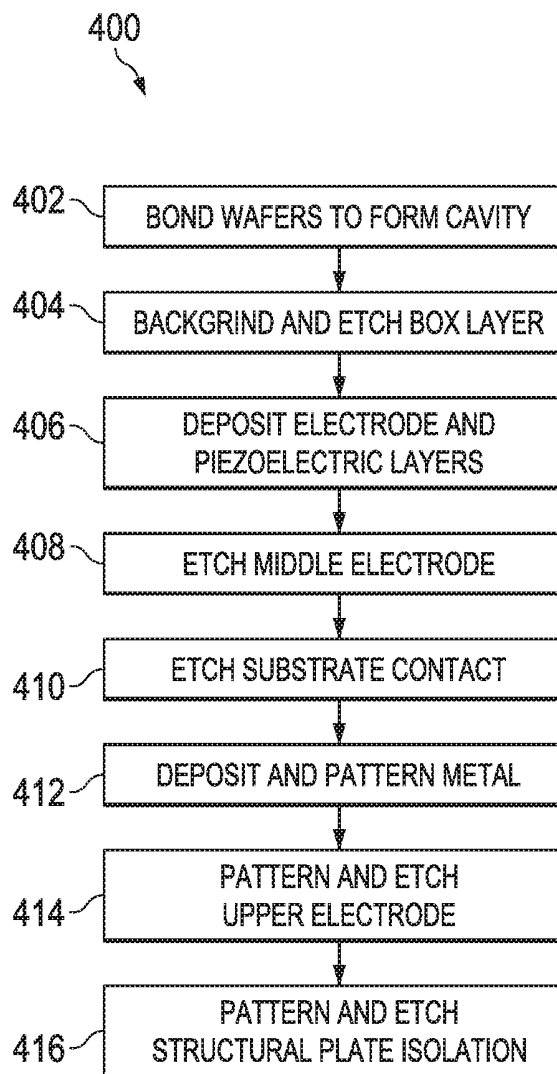 400
402
BOND WAFERS TO FORM CAVITY
404
BACKGRIND AND ETCH BOX LAYER
406
DEPOSIT ELECTRODE AND
PIEZOELECTRIC LAYERS
408
ETCH MIDDLE ELECTRODE
410
ETCH SUBSTRATE CONTACT
412
DEPOSIT AND PATTERN METAL
414
PATTERN AND ETCH
UPPER ELECTRODE
416
PATTERN AND ETCH
STRUCTURAL PLATE ISOLATION